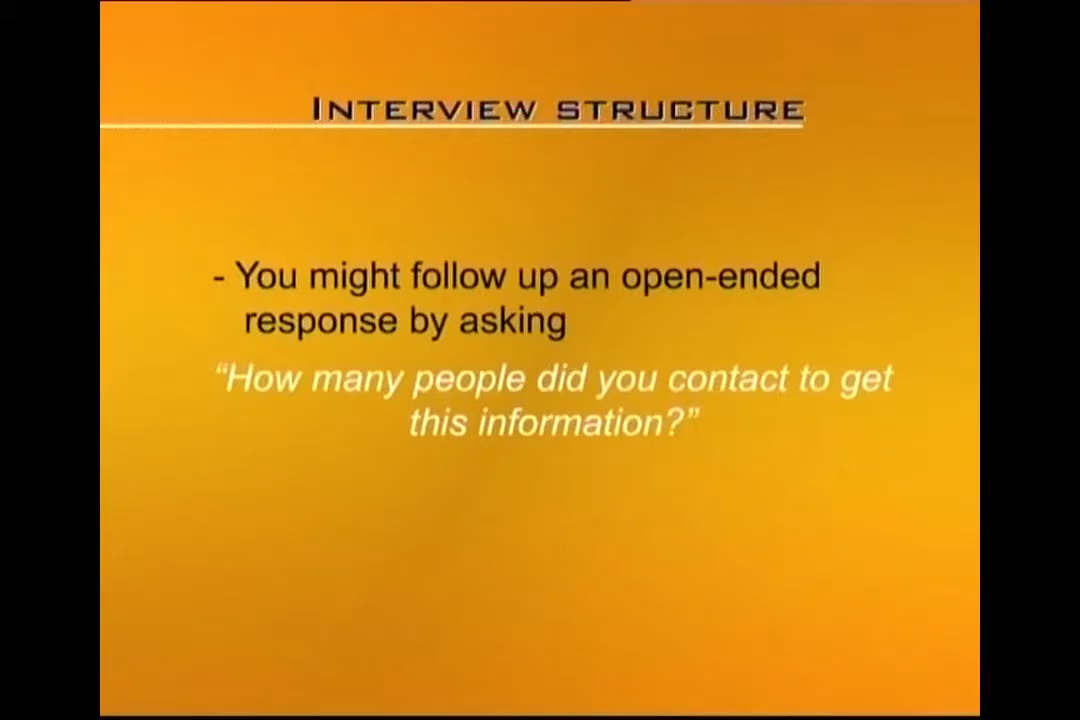 INTERVIEW STRUCTURE
- You might follow up an open-ended
response by asking
“How many people did you contact to get
this information?”